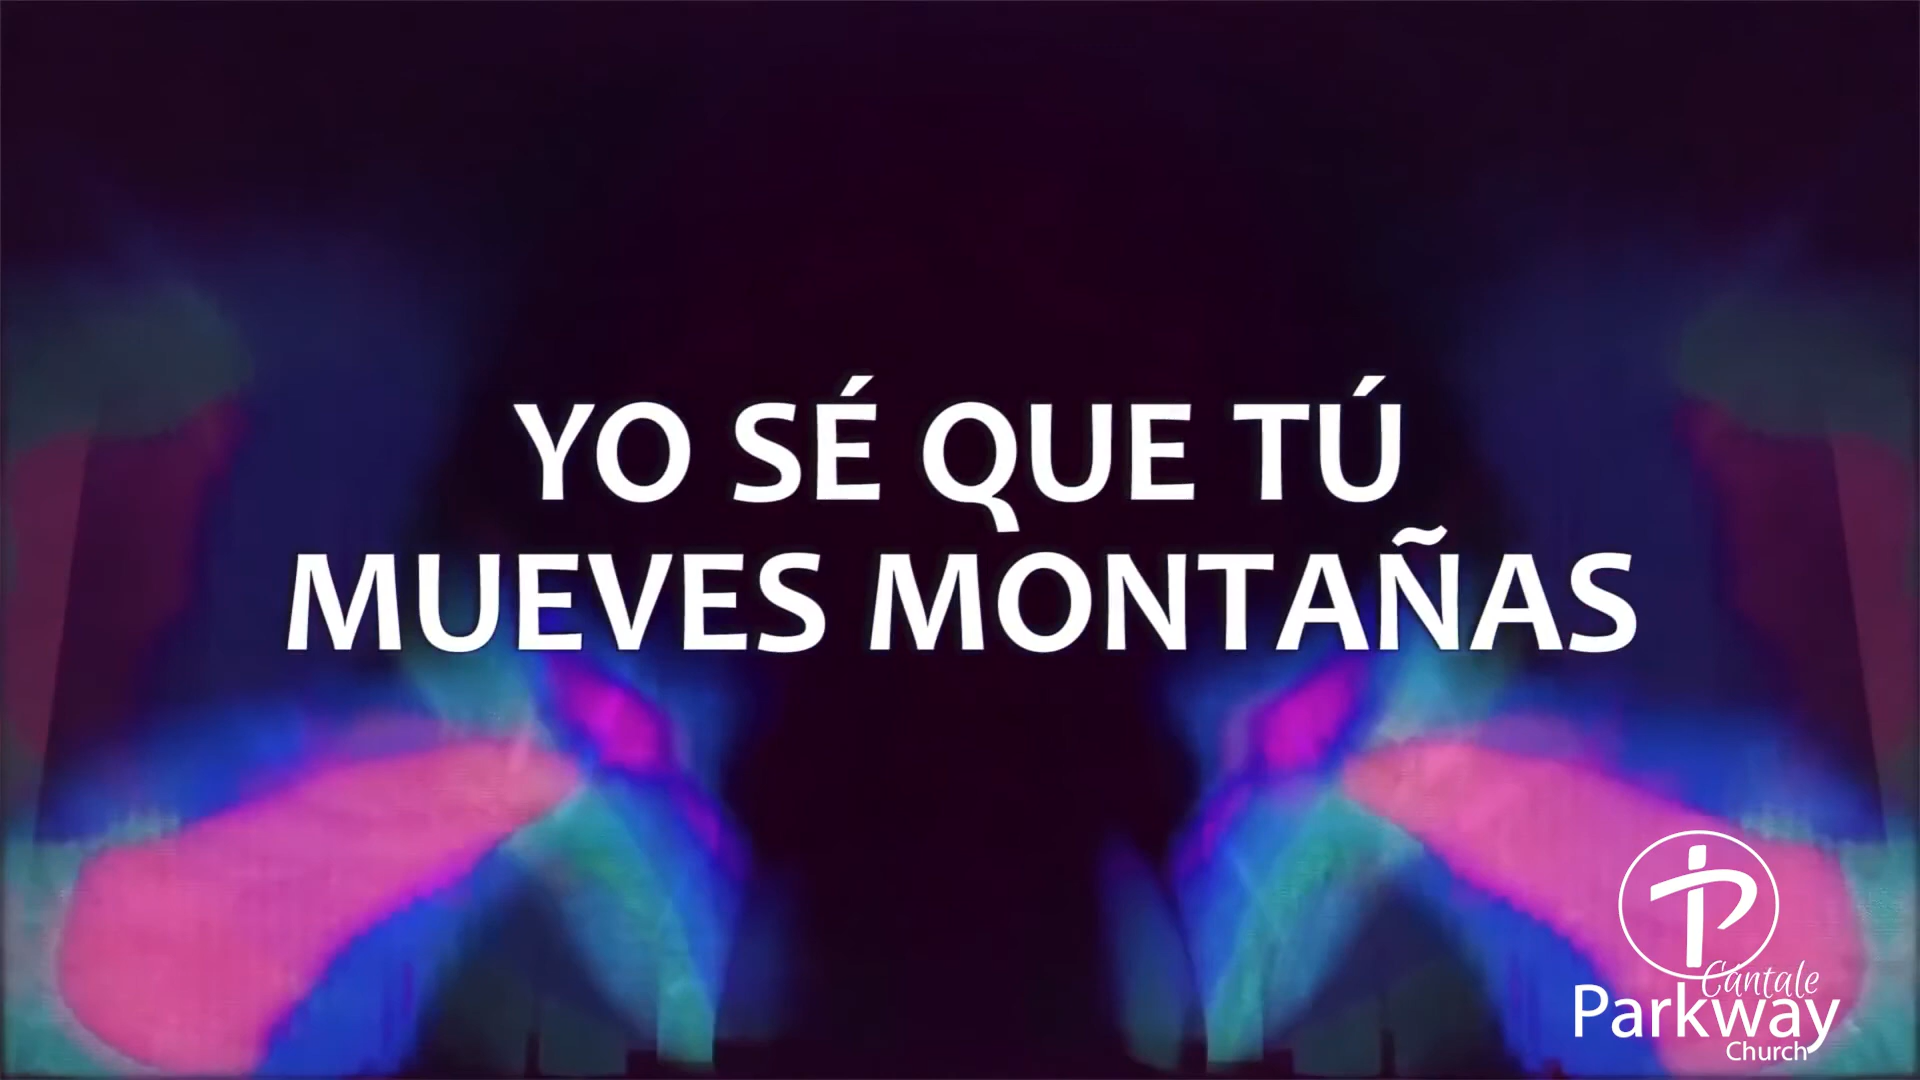 YO SÉ QUE TÚ
MUEVES MONTAÑAS
Cántale
Parkway
Church